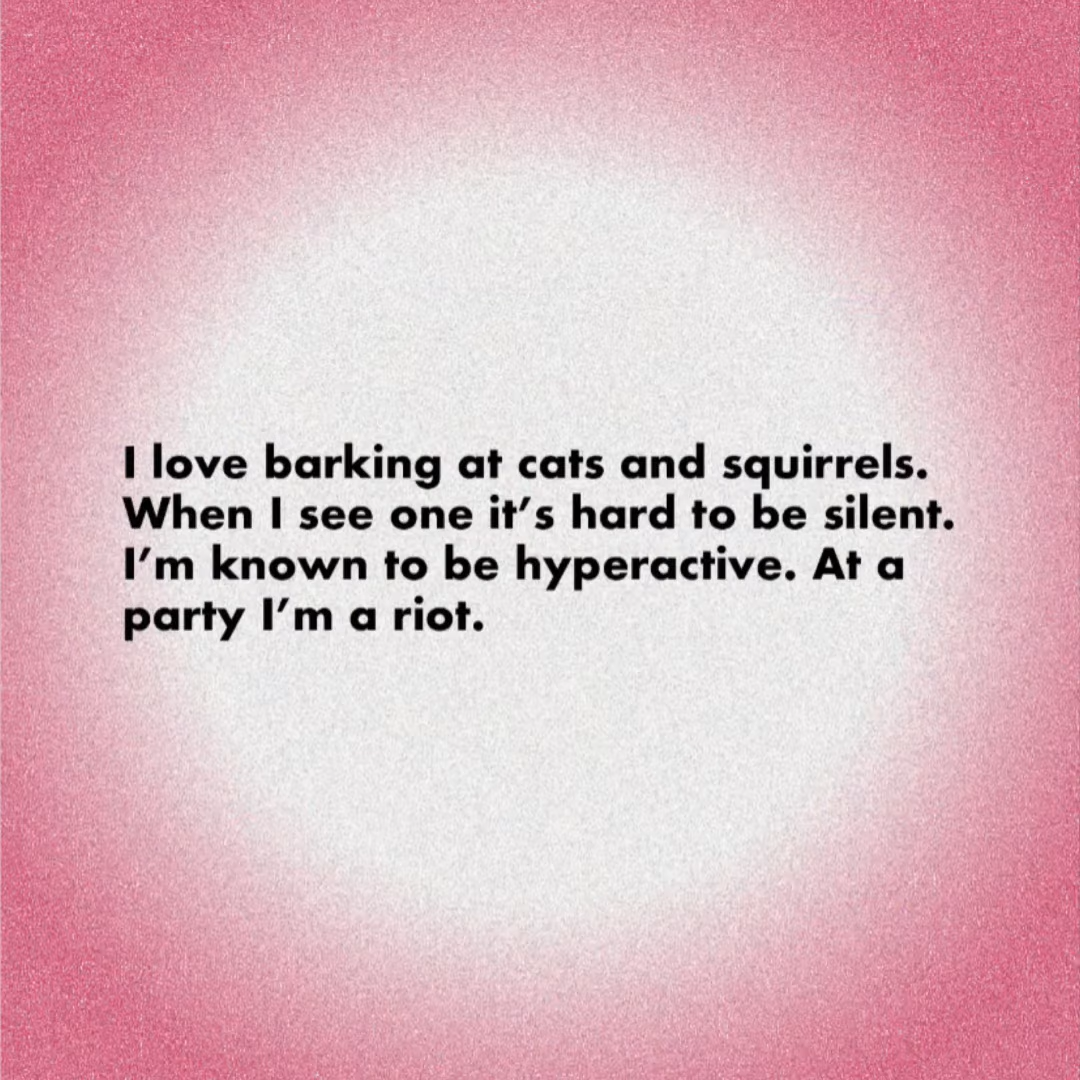 I love barking at cats and squirrels.
When I see one it’s hard to be silent.
I’m known to be hyperactive. At a
party I’m a riot.